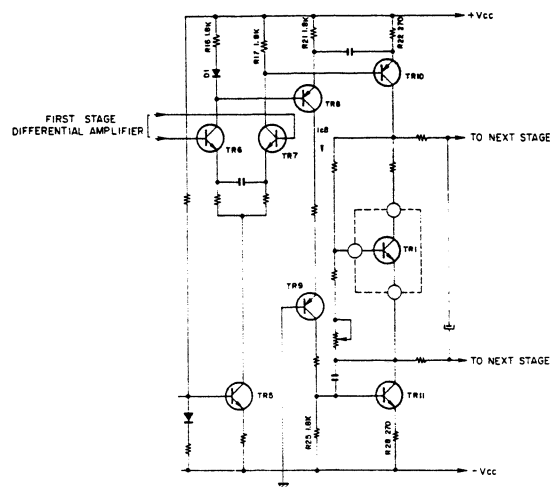 +Vcc
R16 1.8K
R17 1.8K
R21 1.8K
R22 270
D1
TR10
TR8
FIRST STAGE
DIFFERENTIAL AMPLIFIER
TR6
TR7
Ic8
TO NEXT STAGE
TR1
TR9
TO NEXT STAGE
TR5
TR11
R25 1.8K
R28 270
-Vcc